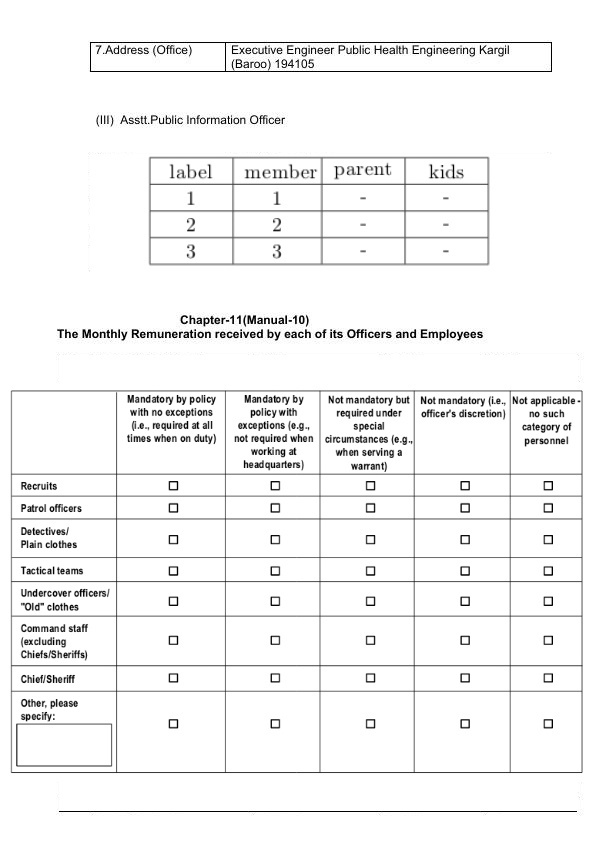 7.Address (Office)
Executive Engineer Public Health Engineering Kargil
(Baroo) 194105
(III) Asstt.Public Information Officer
label member parent kids
1 1 - -
2 2 - -
3 3 - -
Chapter-11(Manual-10)
The Monthly Remuneration received by each of its Officers and Employees
Mandatory by policy
with no exceptions
(i.e., required at all
times when on duty)
Mandatory by
policy with
exceptions (e.g.,
not required when
working at
headquarters)
Not mandatory but
required under
special
circumstances (e.g.,
when serving a
warrant)
Not mandatory (i.e.,
officer's discretion)
Not applicable -
no such
category of
personnel
Recruits ☐ ☐ ☐ ☐ ☐
Patrol officers ☐ ☐ ☐ ☐ ☐
Detectives/
Plain clothes ☐ ☐ ☐ ☐ ☐
Tactical teams ☐ ☐ ☐ ☐ ☐
Undercover officers/
"Old" clothes ☐ ☐ ☐ ☐ ☐
Command staff
(excluding
Chiefs/Sheriffs) ☐ ☐ ☐ ☐ ☐
Chief/Sheriff ☐ ☐ ☐ ☐ ☐
Other, please
specify: ☐ ☐ ☐ ☐ ☐